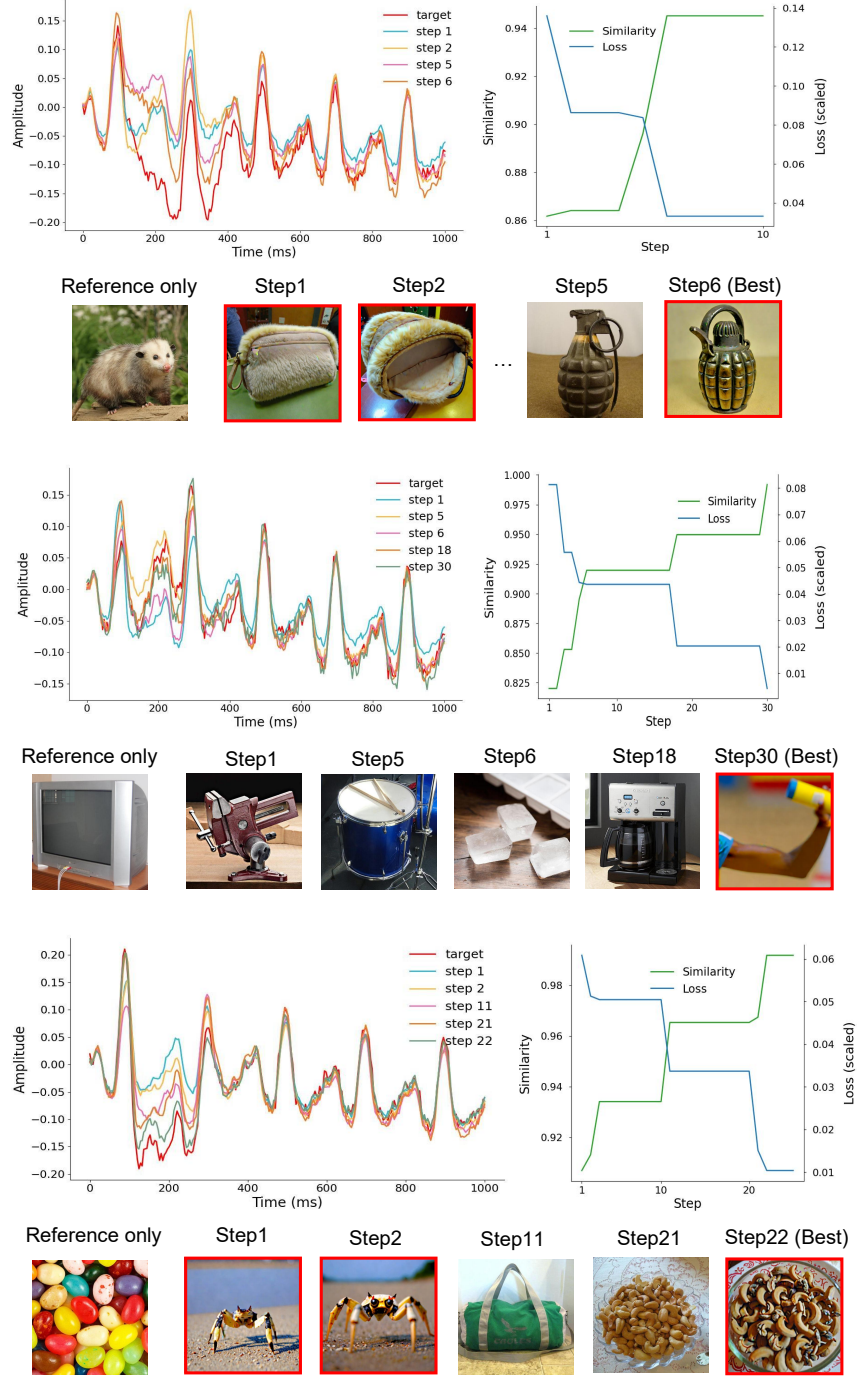 0.15
0.10
0.05
0.00
−0.05
−0.10
−0.15
−0.20
Amplitude
0 200 400 600 800 1000
Time (ms)
target
step 1
step 2
step 5
step 6
0.94
0.92
0.90
0.88
0.86
Similarity
Similarity
Loss
0.14
0.12
0.10
0.08
0.06
0.04
Loss (scaled)
1 10
Step
Reference only Step1 Step2 Step5 Step6 (Best)
...
0.15
0.10
0.05
0.00
−0.05
−0.10
−0.15
Amplitude
0 200 400 600 800 1000
Time (ms)
target
step 1
step 5
step 6
step 18
step 30
1.000
0.975
0.950
0.925
0.900
0.875
0.850
0.825
Similarity
Similarity
Loss
0.08
0.07
0.06
0.05
0.04
0.03
0.02
0.01
Loss (scaled)
1 10 20 30
Step
Reference only Step1 Step5 Step6 Step18 Step30 (Best)
0.20
0.15
0.10
0.05
0.00
−0.05
−0.10
−0.15
−0.20
Amplitude
0 200 400 600 800 1000
Time (ms)
target
step 1
step 2
step 11
step 21
step 22
0.98
0.96
0.94
0.92
Similarity
Similarity
Loss
0.06
0.05
0.04
0.03
0.02
0.01
Loss (scaled)
1 10 20
Step
Reference only Step1 Step2 Step11 Step21 Step22 (Best)